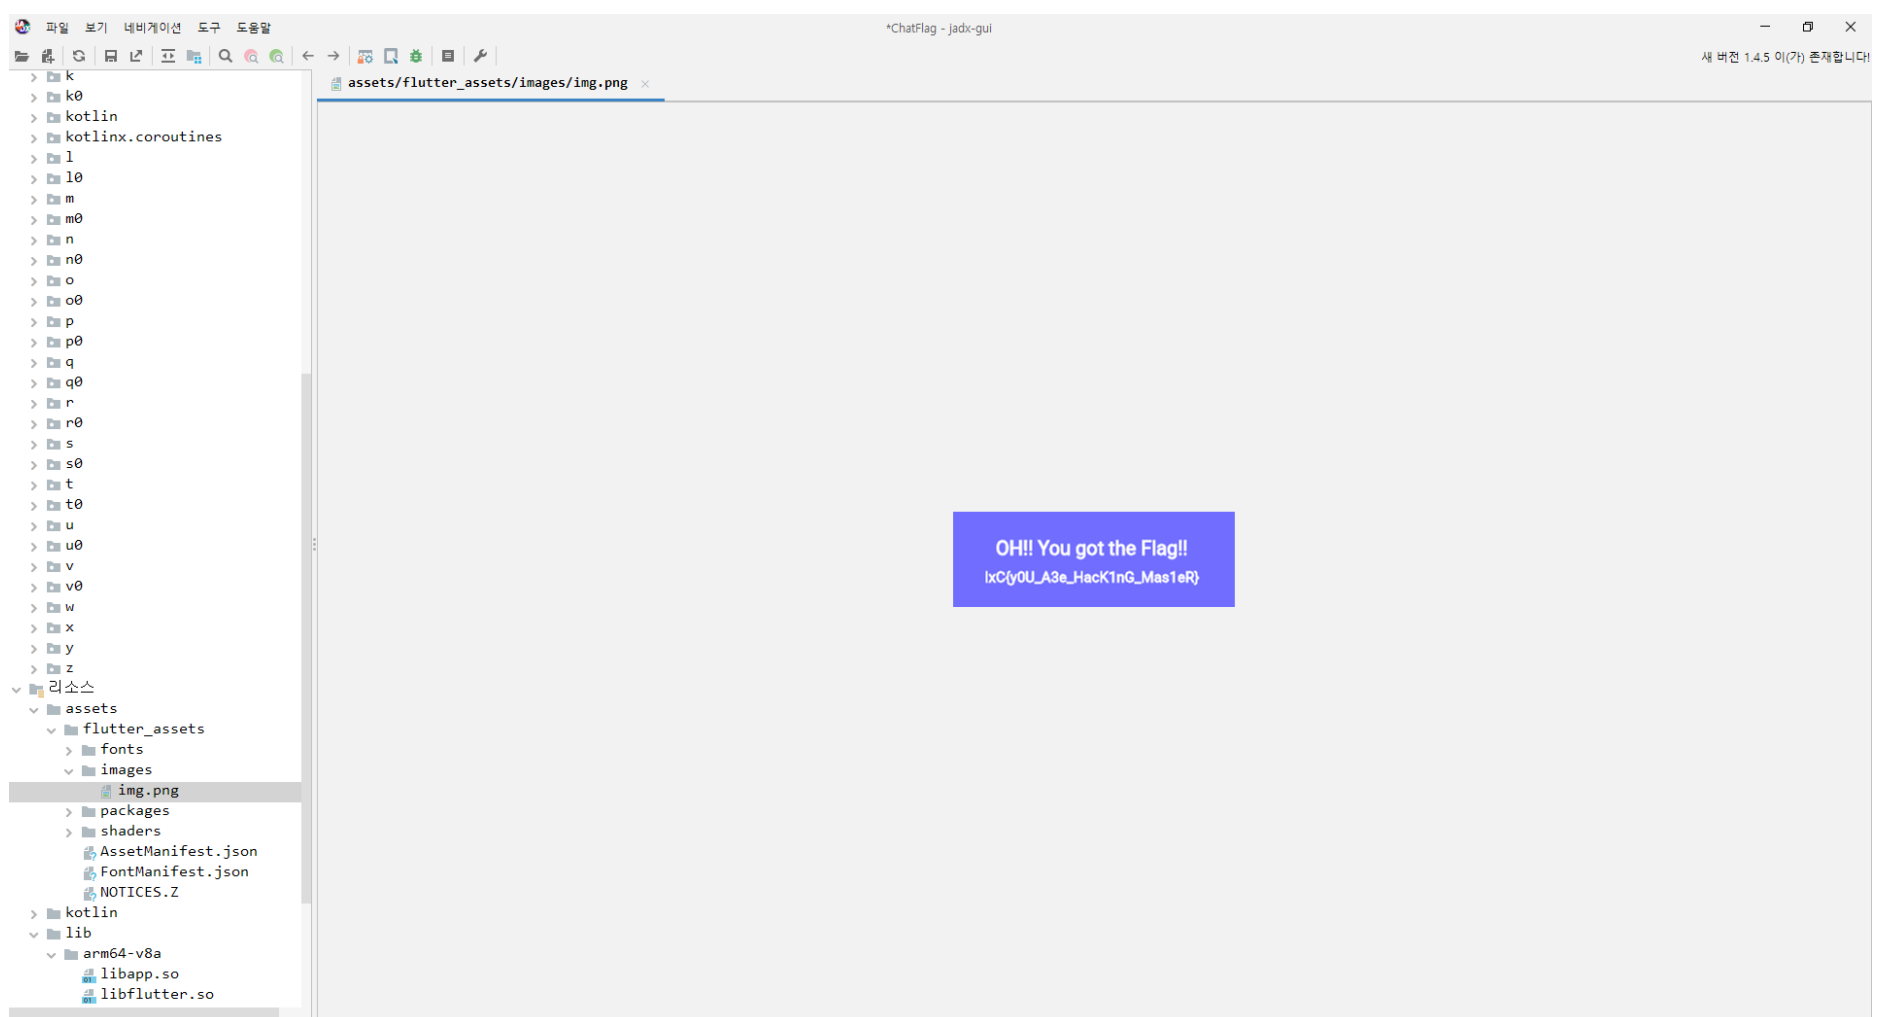 파일 보기 네비게이션 도구 도움말
*ChatFlag - jadx-gui
새 버전 1.4.5 이(가) 존재합니다!
assets/flutter_assets/images/img.png
k
k0
kotlin
kotlinx.coroutines
l
l0
m
m0
n
n0
o
o0
p
p0
q
q0
r
r0
s
s0
t
t0
u
u0
v
v0
w
x
y
z
리소스
assets
flutter_assets
fonts
images
img.png
packages
shaders
AssetManifest.json
FontManifest.json
NOTICES.Z
kotlin
lib
arm64-v8a
libapp.so
libflutter.so
OH!! You got the Flag!!
IxC{y0U_A3e_HacK1nG_Mas1eR}